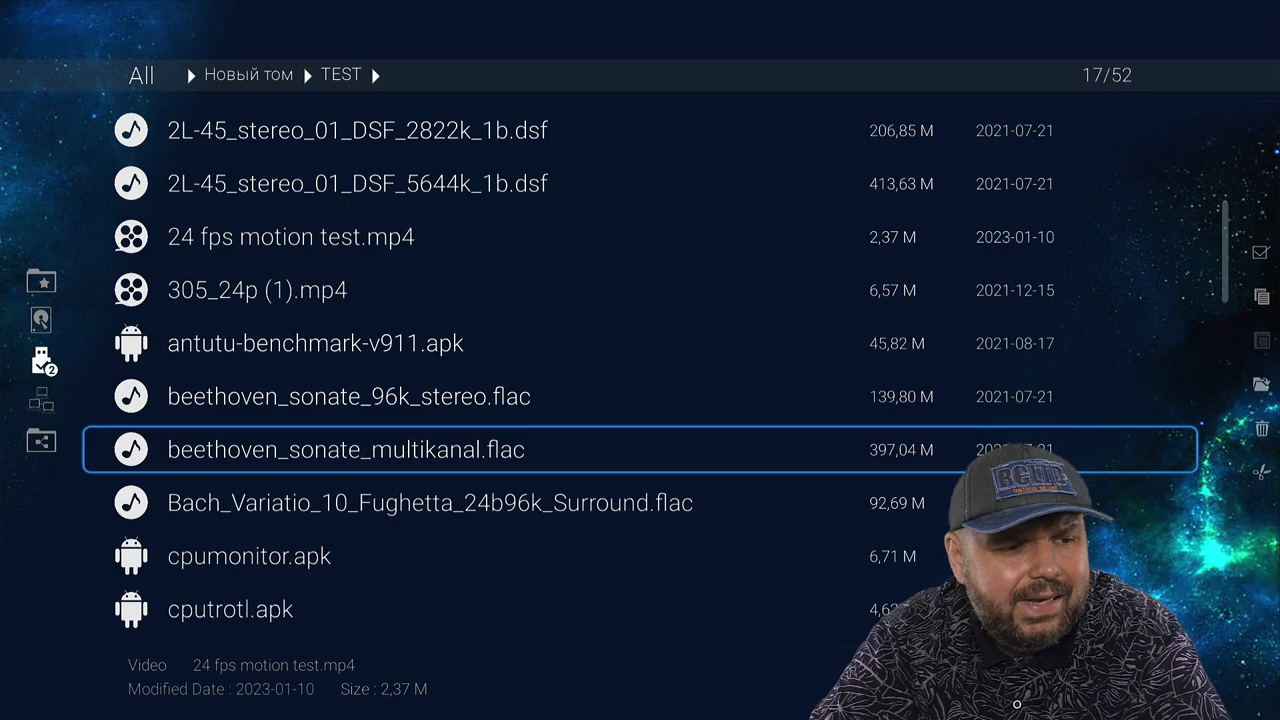 All Новый том TEST 17/52
2L-45_stereo_01_DSF_2822k_1b.dsf 206,85 M 2021-07-21
2L-45_stereo_01_DSF_5644k_1b.dsf 413,63 M 2021-07-21
24 fps motion test.mp4 2,37 M 2023-01-10
305_24p (1).mp4 6,57 M 2021-12-15
antutu-benchmark-v911.apk 45,82 M 2021-08-17
beethoven_sonate_96k_stereo.flac 139,80 M 2021-07-21
beethoven_sonate_multikanal.flac 397,04 M
Bach_Variatio_10_Fughetta_24b96k_Surround.flac 92,69 M
cpumonitor.apk 6,71 M
cputrotl.apk
2
Video 24 fps motion test.mp4
Modified Date : 2023-01-10 Size : 2,37 M